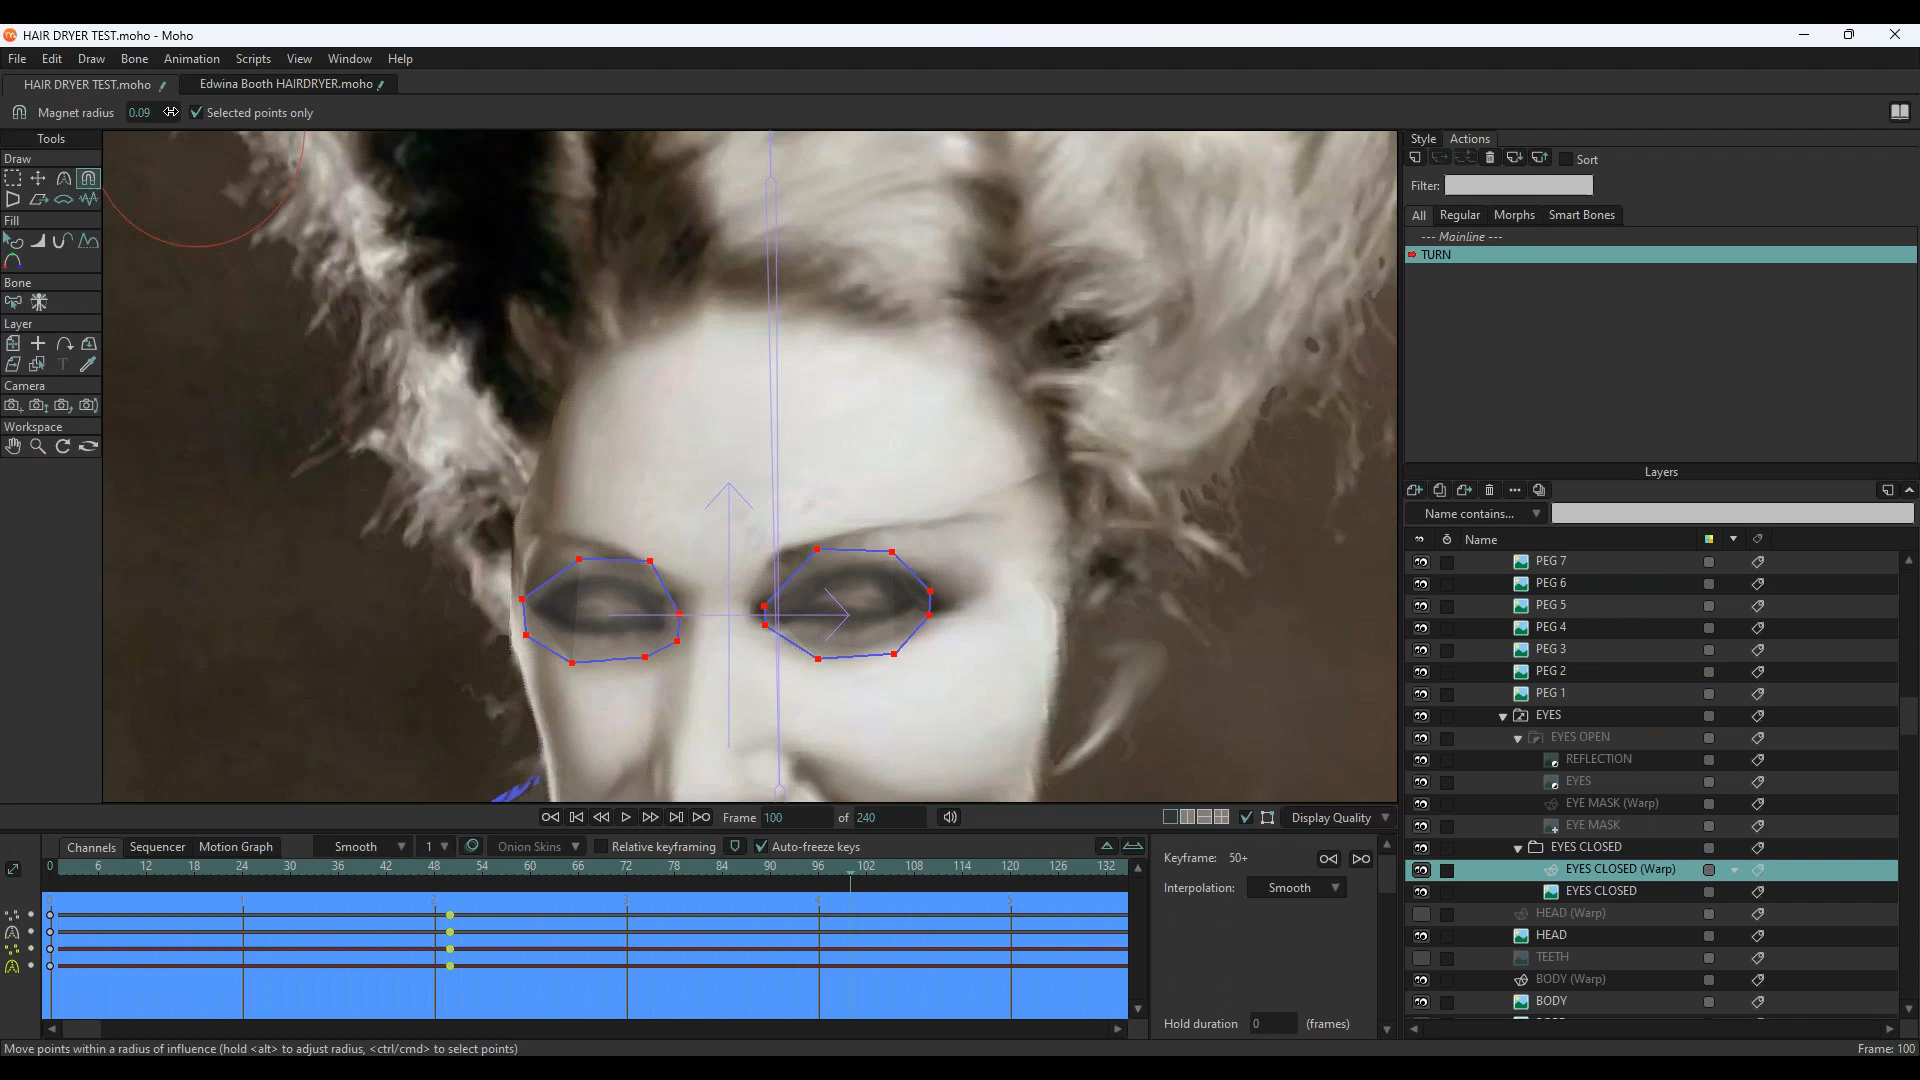 HAIR DRYER TEST.moho - Moho
File Edit Draw Bone Animation Scripts View Window Help
HAIR DRYER TEST.moho Edwina Booth HAIRDRYER.moho
Magnet radius 0.09 Selected points only
Tools
Draw
Fill
Bone
Layer
Camera
Workspace
Style Actions
Sort
Filter:
All Regular Morphs Smart Bones
--- Mainline ---
TURN
Layers
Name contains...
Name
PEG 7
PEG 6
PEG 5
PEG 4
PEG 3
PEG 2
PEG 1
EYES
EYES OPEN
REFLECTION
EYES
EYE MASK (Warp)
EYE MASK
EYES CLOSED
EYES CLOSED (Warp)
EYES CLOSED
HEAD (Warp)
HEAD
TEETH
BODY (Warp)
BODY
Frame 100 of 240 Display Quality
Channels Sequencer Motion Graph Smooth 1 Onion Skins Relative keyframing Auto-freeze keys
0 6 12 18 24 30 36 42 48 54 60 66 72 78 84 90 96 102 108 114 120 126 132
0 1 2 3 4 5
Keyframe: 50+
Interpolation: Smooth
Hold duration 0 (frames)
Move points within a radius of influence (hold <alt> to adjust radius, <ctrl/cmd> to select points) Frame: 100